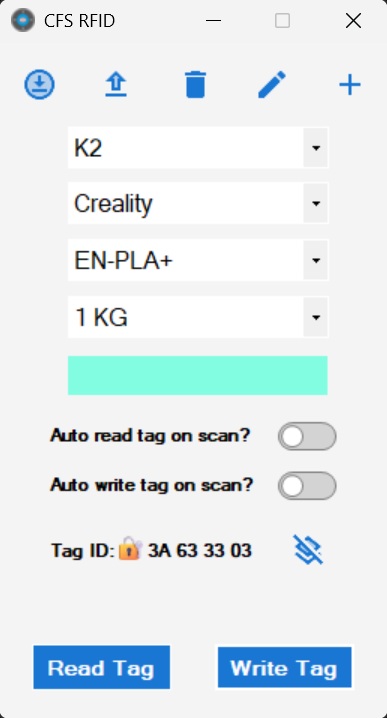 CFS RFID
K2
Creality
EN-PLA+
1 KG
Auto read tag on scan?
Auto write tag on scan?
Tag ID: 🔐 3A 63 33 03
Read Tag
Write Tag